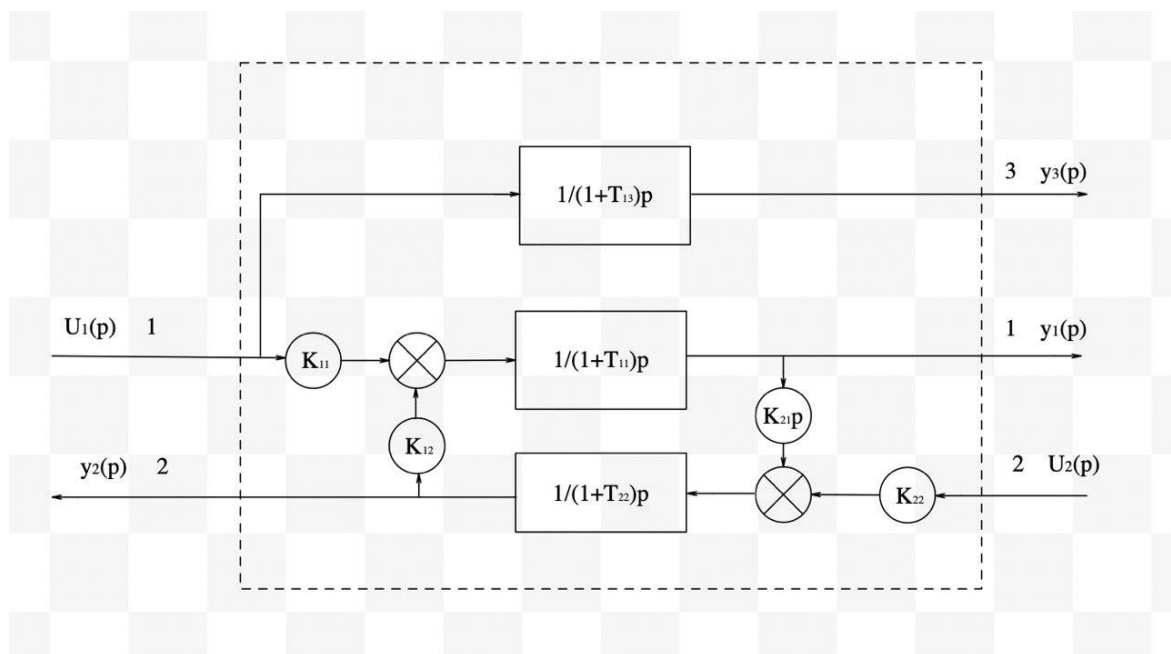 1/(1+T₁₃)p
3 y₃(p)
U₁(p) 1
K₁₁
1/(1+T₁₁)p
1 y₁(p)
K₂₁p
K₁₂
y₂(p) 2
1/(1+T₂₂)p
K₂₂
2 U₂(p)